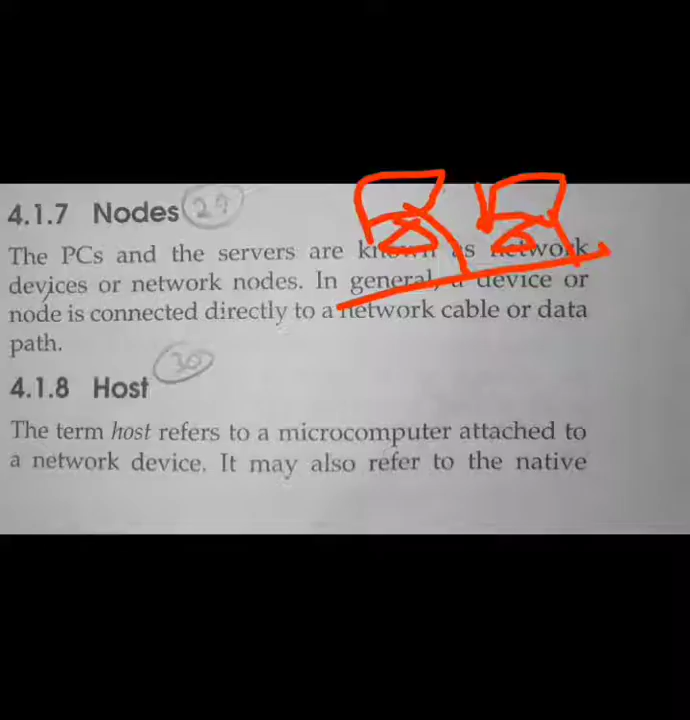 4.1.7 Nodes 29
The PCs and the servers are known as network
devices or network nodes. In general, a device or
node is connected directly to a network cable or data
path.
30
4.1.8 Host
The term host refers to a microcomputer attached to
a network device. It may also refer to the native